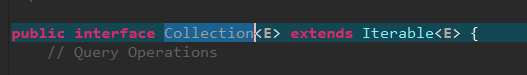 public interface Collection<E> extends Iterable<E> {
// Query Operations